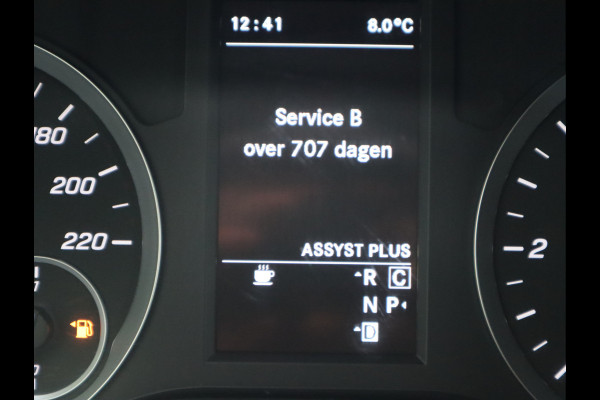 12:41 8.0°C
Service B
over 707 dagen
ASSYST PLUS
R C
N P
D
180
200
220
2